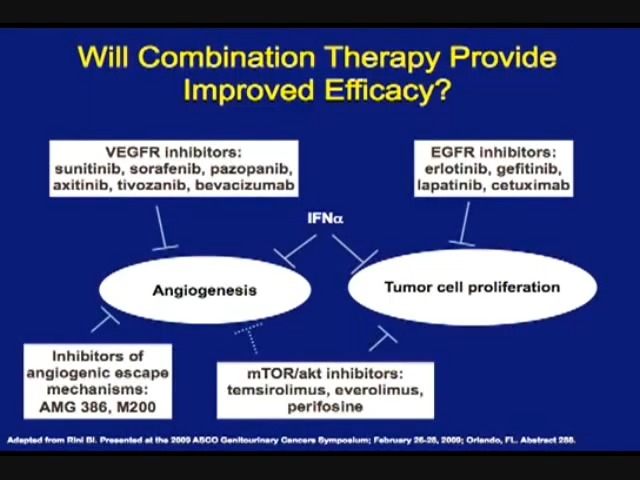 Will Combination Therapy Provide
Improved Efficacy?
VEGFR inhibitors:
sunitinib, sorafenib, pazopanib,
axitinib, tivozanib, bevacizumab
EGFR inhibitors:
erlotinib, gefitinib,
lapatinib, cetuximab
IFNα
Angiogenesis
Tumor cell proliferation
Inhibitors of
angiogenic escape
mechanisms:
AMG 386, M200
mTOR/akt inhibitors:
temsirolimus, everolimus,
perifosine
Adapted from Rini BI. Presented at the 2009 ASCO Genitourinary Cancers Symposium; February 26-28, 2009; Orlando, FL. Abstract 288.